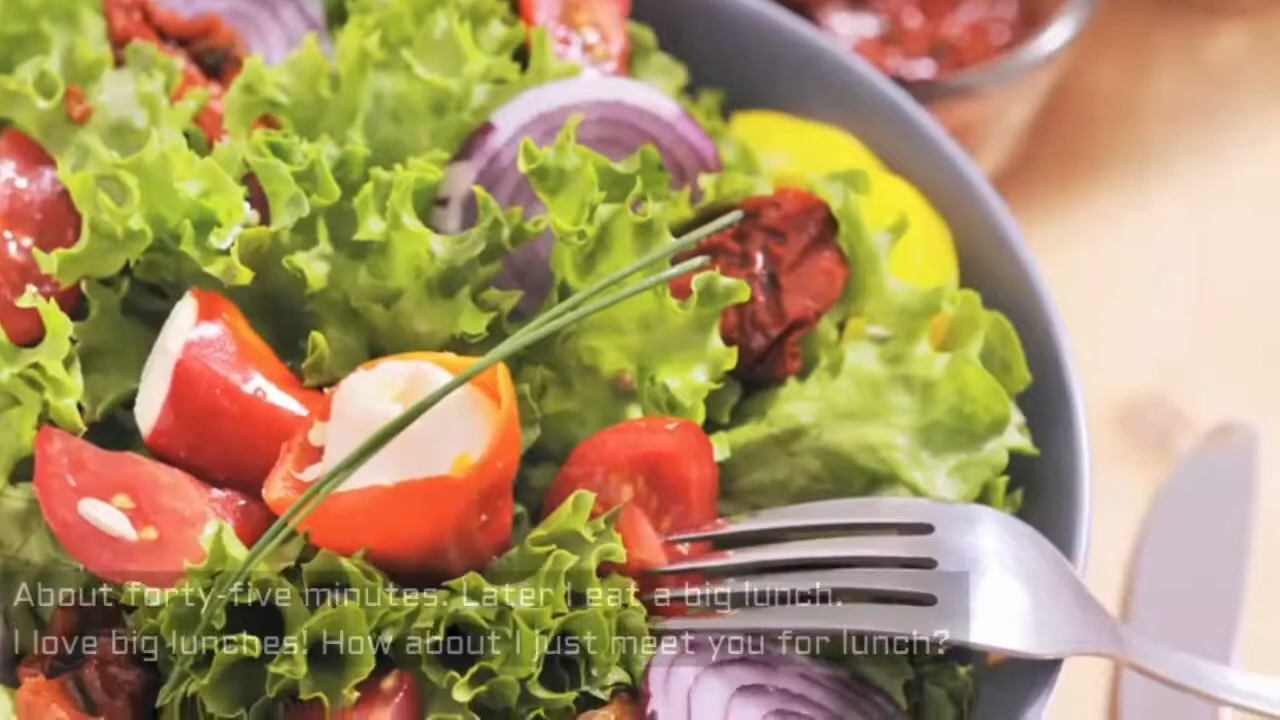 About forty-five minutes. Later I eat a big lunch.
I love big lunches! How about I just meet you for lunch?